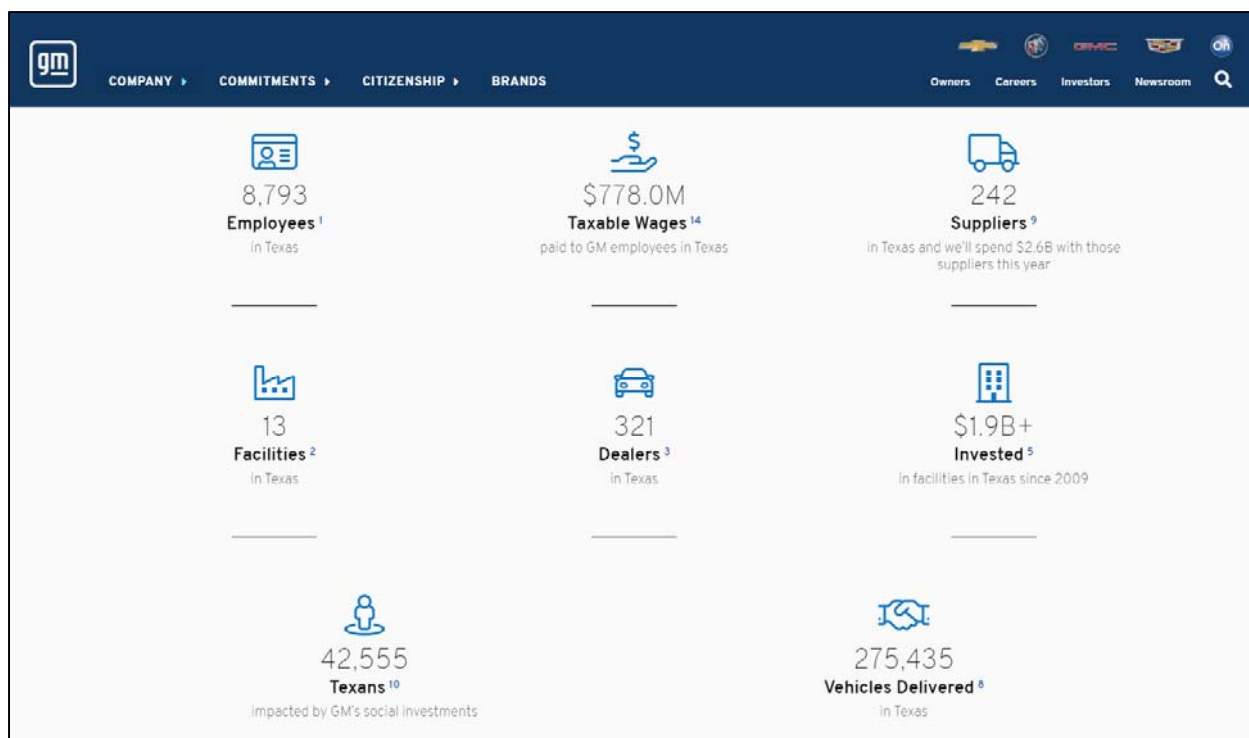 gm
COMPANY
COMMITMENTS
CITIZENSHIP
BRANDS
GMC
Oh
Owners
Careers
Investors
Newsroom
8,793
Employees 1
in Texas
$
$778.0M
Taxable Wages 14
paid to GM employees in Texas
242
Suppliers 9
in Texas and we'll spend $2.6B with those
suppliers this year
13
Facilities 2
in Texas
321
Dealers 3
in Texas
$1.9B+
Invested 5
in facilities in Texas since 2009
42,555
Texans 10
impacted by GM's social investments
275,435
Vehicles Delivered 8
in Texas